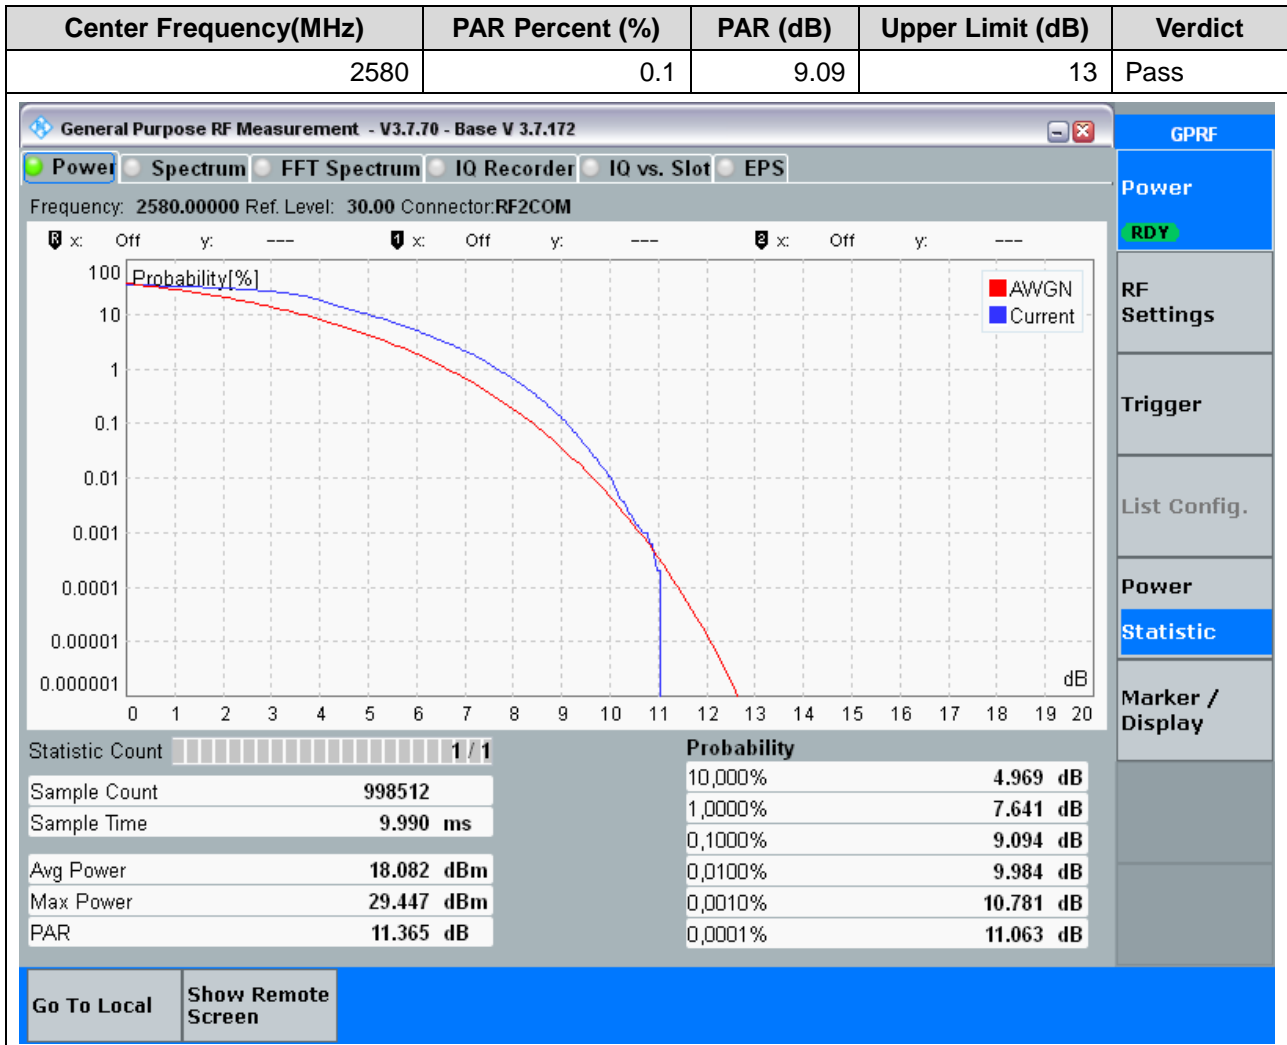 Center Frequency(MHz) PAR Percent (%) PAR (dB) Upper Limit (dB) Verdict
2580 0.1 9.09 13 Pass
General Purpose RF Measurement - V3.7.70 - Base V 3.7.172
GPRF
Power Spectrum FFT Spectrum IQ Recorder IQ vs. Slot EPS
Power
RDY
Frequency: 2580.00000 Ref. Level: 30.00 Connector:RF2COM
R x: Off y: --- 1 x: Off y: --- 2 x: Off y: ---
Probability[%]
AWGN
Current
100
10
1
0.1
0.01
0.001
0.0001
0.00001
0.000001
dB
0 1 2 3 4 5 6 7 8 9 10 11 12 13 14 15 16 17 18 19 20
RF
Settings
Trigger
List Config.
Power
Statistic
Marker /
Display
Statistic Count 1 / 1
Sample Count 998512
Sample Time 9.990 ms
Avg Power 18.082 dBm
Max Power 29.447 dBm
PAR 11.365 dB
Probability
10,000% 4.969 dB
1,0000% 7.641 dB
0,1000% 9.094 dB
0,0100% 9.984 dB
0,0010% 10.781 dB
0,0001% 11.063 dB
Go To Local
Show Remote
Screen